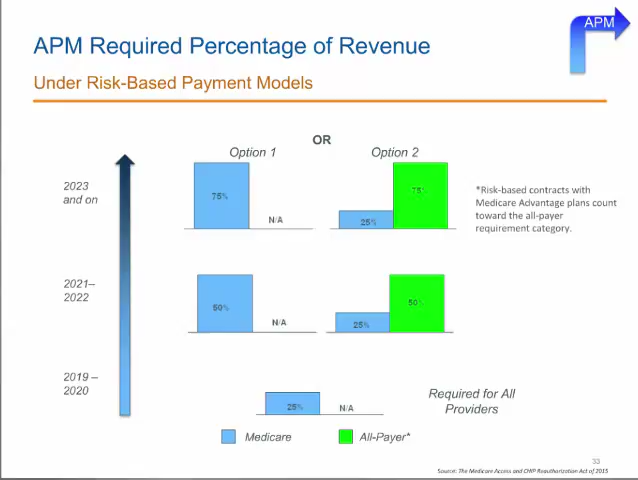 APM
APM Required Percentage of Revenue
Under Risk-Based Payment Models
OR
Option 1
Option 2
2023
and on
75%
N/A
25%
75%
*Risk-based contracts with
Medicare Advantage plans count
toward the all-payer
requirement category.
2021–
2022
50%
N/A
25%
50%
2019 –
2020
25%
N/A
Required for All
Providers
Medicare
All-Payer*
33
Source: The Medicare Access and CHIP Reauthorization Act of 2015